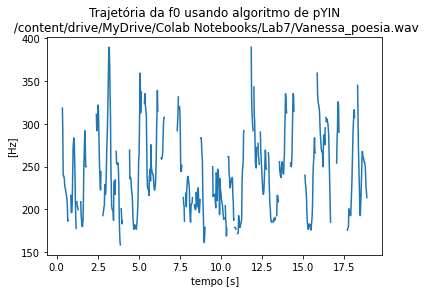 Trajetória da f0 usando algoritmo de pYIN
/content/drive/MyDrive/Colab Notebooks/Lab7/Vanessa_poesia.wav
400
350
300
250
200
150
[Hz]
0.0 2.5 5.0 7.5 10.0 12.5 15.0 17.5
tempo [s]